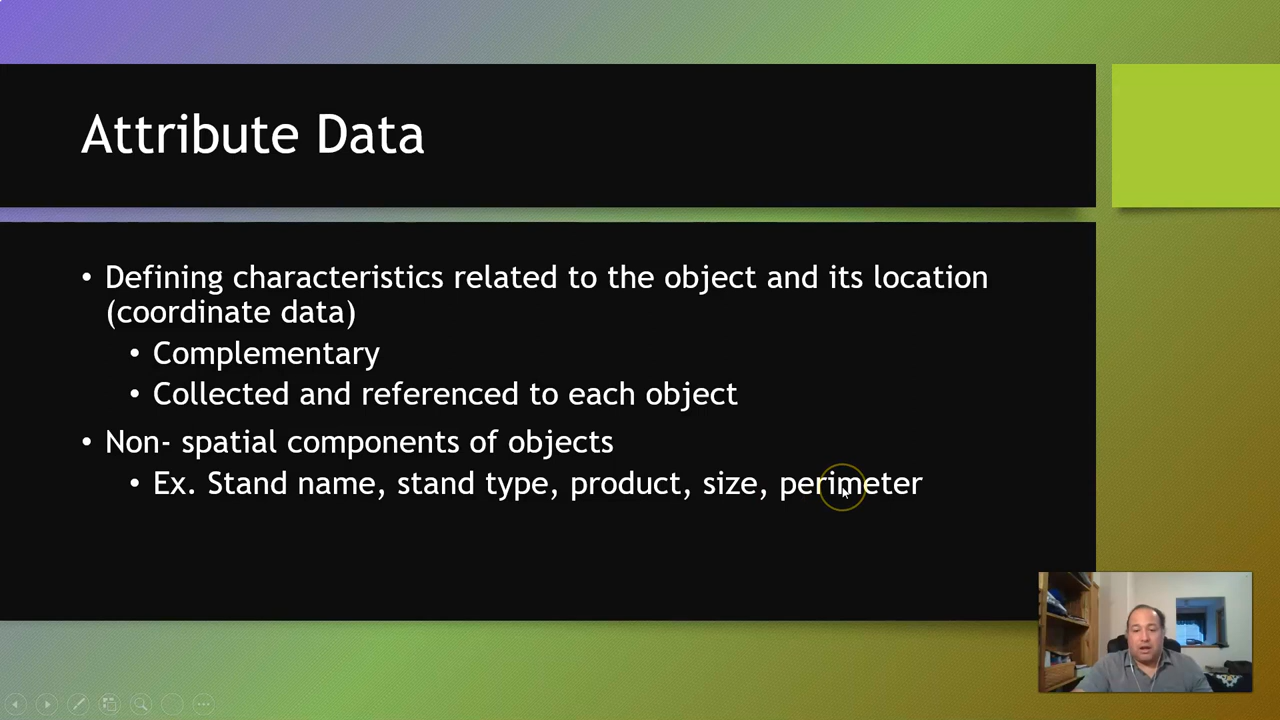 Attribute Data
• Defining characteristics related to the object and its location
(coordinate data)
• Complementary
• Collected and referenced to each object
• Non- spatial components of objects
• Ex. Stand name, stand type, product, size, perimeter